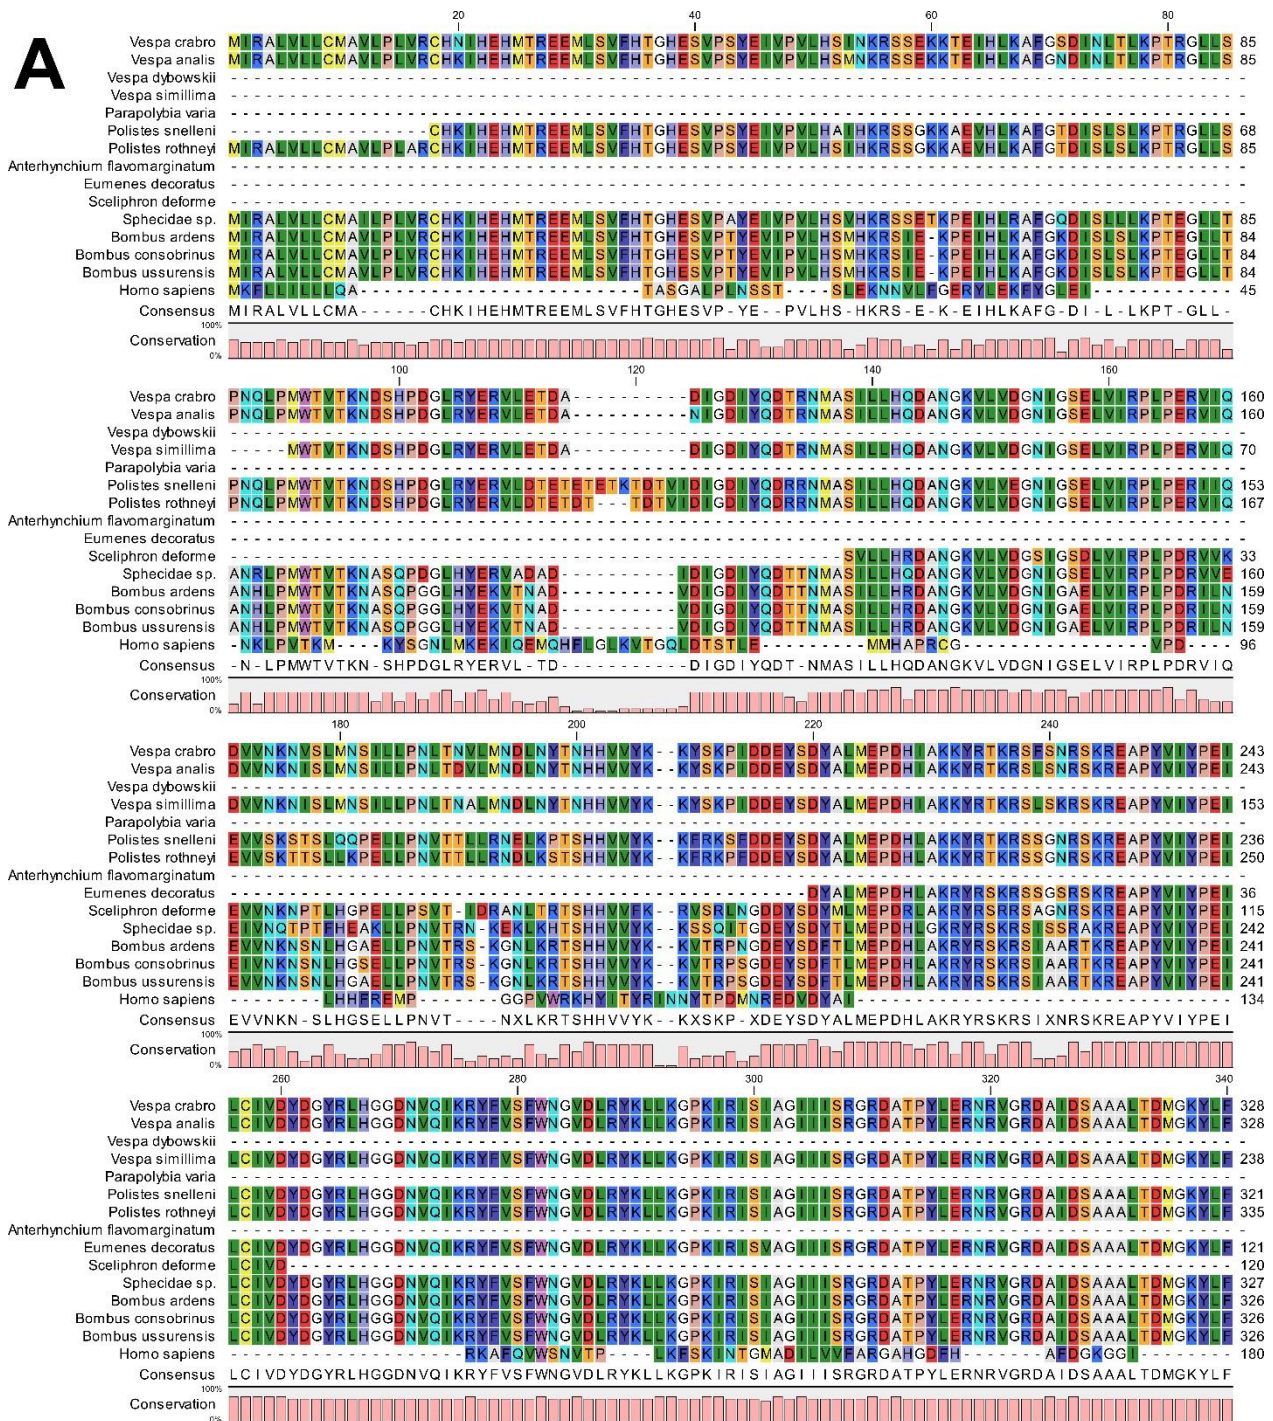 A
20 40 60 80
Vespa crabro MIRALVLLCMAVLPLVRCHNIHEHMTREEMLSVFHTGHESVPSYEIVPVLHSINKRSSEKKTEIHLKAFGSDINLTLKPTRGLLS 85
Vespa analis MIRALVLLCMAVLPLVRCHKIHEHMTREEMLSVFHTGHESVPSYEIVPVLHSMNKRSSEKKTEIHLKAFGNDINLTLKPTRGLLS 85
Vespa dybowskii -
Vespa simillima -
Parapolybia varia -
Polistes snelleni CHKIHEHMTREEMLSVFHTGHESVPSYEIVPVLHAIHKRSSGKKAEVHLKAFGTDISLSLKPTRGLLS 68
Polistes rothneyi MIRALVLLCMAVLPLARCHKIHEHMTREEMLSVFHTGHESVPSYEIVPVLHSIHKRSSGKKAEVHLKAFGTDISLSLKPTRGLLS 85
Anterhynchium flavomarginatum -
Eumenes decoratus -
Sceliphron deforme -
Sphecidae sp. MIRALVLLCMAILPLVRCHKIHEHMTREEMLSVFHTGHESVPAYEIVPVLHSVHKRSSETKPEIHLRAFGQDISLLLKPTEGLLT 85
Bombus ardens MIRALVLLCMAVLPLVRCHKIHEHMTREEMLSVFHTGHESVPTYEVIPVLHSMHKRSIE-KPEIHLKAFGKDISLSLKPTEGLLT 84
Bombus consobrinus MIRALVLLCMAVLPLVRCHKIHEHMTREEMLSVFHTGHESVPTYEVIPVLHSMHKRSIE-KPEIHLKAFGKDISLSLKPTEGLLT 84
Bombus ussurensis MIRALVLLCMAVLPLVRCHKIHEHMTREEMLSVFHTGHESVPTYEVIPVLHSMHKRSIE-KPEIHLKAFGKDISLSLKPTEGLLT 84
Homo sapiens MKFLLILLLQA------------------------TASGALPLNSST----SLEKNNVLFGERYLEKFYGLEI------------ 45
Consensus MIRALVLLCMA------CHKIHEHMTREEMLSVFHTGHESVP-YE--PVLHS-HKRS-E-K-EIHLKAFG-DI-L-LKPT-GLL-
100%
Conservation
0%
100 120 140 160
Vespa crabro PNQLPMWTVTKNDSHPDGLRYERVLETDA----------DIGDIYQDTRNMASILLHQDANGKVLVDGNIGSELVIRPLPERVIQ 160
Vespa analis PNQLPMWTVTKNDSHPDGLRYERVLETDA----------NIGDIYQDTRNMASILLHQDANGKVLVDGNIGSELVIRPLPERVIQ 160
Vespa dybowskii -
Vespa simillima MWTVTKNDSHPDGLRYERVLETDA----------DIGDIYQDTRNMASILLHQDANGKVLVDGNIGSELVIRPLPERVIQ 70
Parapolybia varia -
Polistes snelleni PNQLPMWTVTKNDSHPDGLRYERVLDTETETETKTDTVIDIGDIYQDRRNMASILLHQDANGKVLVEGNIGSELVIRPLPERIIQ 153
Polistes rothneyi PNQLPMWTVTKNDSHPDGLRYERVLDTETDT---TDTVIDIGDIYQDRRNMASILLHQDANGKVLVDGNIGSELVIRPLPERVIQ 167
Anterhynchium flavomarginatum -
Eumenes decoratus -
Sceliphron deforme SVLLHRDANGKVLVDGSIGSDLVIRPLPDRVVK 33
Sphecidae sp. ANRLPMWTVTKNASQPDGLHYERVADAD----------IDIGDIYQDTTNMASILLHQDANGKVLVDGNIGSELVIRPLPDRVVE 160
Bombus ardens ANHLPMWTVTKNASQPGGLHYEKVTNAD----------VDIGDIYQDTTNMASILLHRDANGKVLVDGNIGAELVIRPLPDRILN 159
Bombus consobrinus ANHLPMWTVTKNASQPGGLHYEKVTNAD----------VDIGDIYQDTTNMASILLHRDANGKVLVDGNIGAELVIRPLPDRILN 159
Bombus ussurensis ANHLPMWTVTKNASQPGGLHYEKVTNAD----------VDIGDIYQDTTNMASILLHRDANGKVLVDGNIGAELVIRPLPDRILN 159
Homo sapiens -NKLPVTKM---KYSGNLMKEKIQEMQHFLGLKVTGQLDTSTLE---------MMHAPRCG----------------VPD---- 96
Consensus -N-LPMWTVTKN-SHPDGLRYERVL-TD-----------DIGDIYQDT-NMASILLHQDANGKVLVDGNIGSELVIRPLPDRVIQ
100%
Conservation
0%
180 200 220 240
Vespa crabro DVVNKNVSLMNSILLPNLTNVLMNDLNYTNHHVVYK--KYSKPIDDEYSDYALMEPDHIAKKYRTKRSFSNRSKREAPYVIYPEI 243
Vespa analis DVVNKNISLMNSILLPNLTDVLMNDLNYTNHHVVYK--KYSKPIDDEYSDYALMEPDHIAKKYRTKRSLSNRSKREAPYVIYPEI 243
Vespa dybowskii -
Vespa simillima DVVNKNISLMNSILLPNLTNALMNDLNYTNHHVVYK--KYSKPIDDEYSDYALMEPDHIAKKYRTKRSLSKRSKREAPYVIYPEI 153
Parapolybia varia -
Polistes snelleni EVVSKSTSLQQPELLPNVTTLLRNELKPTSHHVVYK--KFRKSFDDEYSDYALMEPDHLAKKYRTKRSSGNRSKREAPYVIYPEI 236
Polistes rothneyi EVVSKTTSLLKPELLPNVTTLLRNDLKSTSHHVVYK--KFRKPFDDEYSDYALMEPDHLAKKYRTKRSSGNRSKREAPYVIYPEI 250
Anterhynchium flavomarginatum -
Eumenes decoratus DYALMEPDHLAKRYRSKRSSGSRSKREAPYVIYPEI 36
Sceliphron deforme EVVNKNPTLHGPELLPSVT-IDRANLTRTSHHVVFK--RVSRLNGDDYSDYMLMEPDRLAKRYRSRRSAGNRSKREAPYVIYPEI 115
Sphecidae sp. EIVNQTPTFHEAKLLPNVTRN-KEKLKHTSHHVVYK--KSSQITGDEYSDYTLMEPDHLGKRYRSKRSISSRAKREAPYVIYPEI 242
Bombus ardens EVVNKNSNLHGAELLPNVTRS-KGNLKRTSHHVVYK--KVTRPNGDEYSDFTLMEPDHLAKRYRSKRSIAARTKREAPYVIYPEI 241
Bombus consobrinus EIVNKNSNLHGSELLPNVTRS-KGNLKRTSHHVVYK--KVTRPSGDEYSDFTLMEPDHLAKRYRSKRSIAARTKREAPYVIYPEI 241
Bombus ussurensis EVVNKNSNLHGAELLPNVTRS-KGNLKRTSHHVVYK--KVTRPSGDEYSDFTLMEPDHLAKRYRSKRSIAARTKREAPYVIYPEI 241
Homo sapiens --------LHHFREMP-------GGPVWRKHYITYRINNYTPDMNREDVDYAI-------------------------------- 134
Consensus EVVNKN-SLHGSELLPNVT----NXLKRTSHHVVYK--KXSKP-XDEYSDYALMEPDHLAKRYRSKRSIXNRSKREAPYVIYPEI
100%
Conservation
0%
260 280 300 320 340
Vespa crabro LCIVDYDGYRLHGGDNVQIKRYFVSFWNGVDLRYKLLKGPKIRISIAGIIISRGRDATPYLERNRVGRDAIDSAAALTDMGKYLF 328
Vespa analis LCIVDYDGYRLHGGDNVQIKRYFVSFWNGVDLRYKLLKGPKIRISIAGIIISRGRDATPYLERNRVGRDAIDSAAALTDMGKYLF 328
Vespa dybowskii -
Vespa simillima LCIVDYDGYRLHGGDNVQIKRYFVSFWNGVDLRYKLLKGPKIRISIAGIIISRGRDATPYLERNRVGRDAIDSAAALTDMGKYLF 238
Parapolybia varia -
Polistes snelleni LCIVDYDGYRLHGGDNVQIKRYFVSFWNGVDLRYKLLKGPKIRISIAGIIISRGRDATPYLERNRVGRDAIDSAAALTDMGKYLF 321
Polistes rothneyi LCIVDYDGYRLHGGDNVQIKRYFVSFWNGVDLRYKLLKGPKIRISIAGIIISRGRDATPYLERNRVGRDAIDSAAALTDMGKYLF 335
Anterhynchium flavomarginatum -
Eumenes decoratus LCIVDYDGYRLHGGDNVQIKRYFVSFWNGVDLRYKLLKGPKIRISVAGIIISRGRDATPYLERNRVGRDAIDSAAALTDMGKYLF 121
Sceliphron deforme LCIVD 120
Sphecidae sp. LCIVDYDGYRLHGGDNVQIKRYFVSFWNGVDLRYKLLKGPKIRISIAGIIISRGRDATPYLERNRVGRDAIDSAAALTDMGKYLF 327
Bombus ardens LCIVDYDGYRLHGGDNVQIKRYFVSFWNGVDLRYKLLKGPKIRISIAGIIISRGRDATPYLERNRVGRDAIDSAAALTDMGKYLF 326
Bombus consobrinus LCIVDYDGYRLHGGDNVQIKRYFVSFWNGVDLRYKLLKGPKIRISIAGIIISRGRDATPYLERNRVGRDAIDSAAALTDMGKYLF 326
Bombus ussurensis LCIVDYDGYRLHGGDNVQIKRYFVSFWNGVDLRYKLLKGPKIRISIAGIIISRGRDATPYLERNRVGRDAIDSAAALTDMGKYLF 326
Homo sapiens --------------------RKAFQVWSNVTP----LKFSKINTGMADILVVFARGAHGDFH-------AFDGKGGI-------- 180
Consensus LCIVDYDGYRLHGGDNVQIKRYFVSFWNGVDLRYKLLKGPKIRISIAGIIISRGRDATPYLERNRVGRDAIDSAAALTDMGKYLF
100%
Conservation
0%